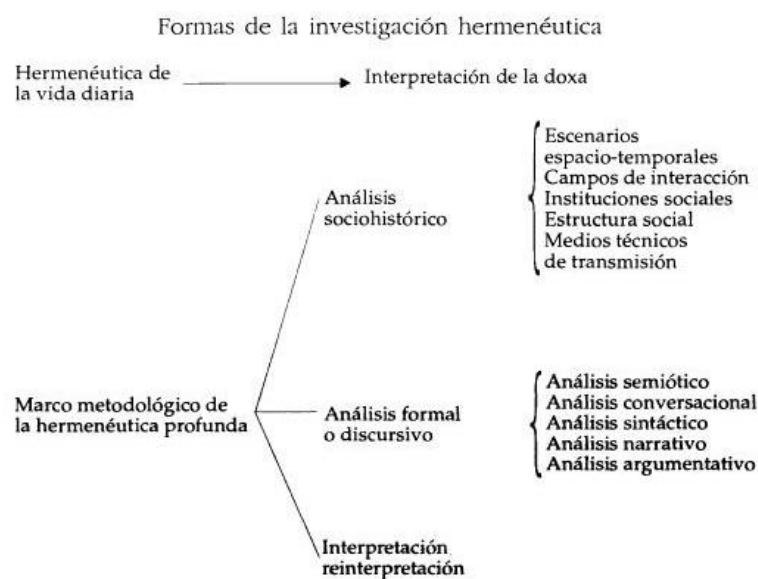 Formas de la investigación hermenéutica
Hermenéutica de
la vida diaria
Interpretación de la doxa
Análisis
sociohistórico
Escenarios
espacio-temporales
Campos de interacción
Instituciones sociales
Estructura social
Medios técnicos
de transmisión
Marco metodológico de
la hermenéutica profunda
Análisis formal
o discursivo
Análisis semiótico
Análisis conversacional
Análisis sintáctico
Análisis narrativo
Análisis argumentativo
Interpretación
reinterpretación